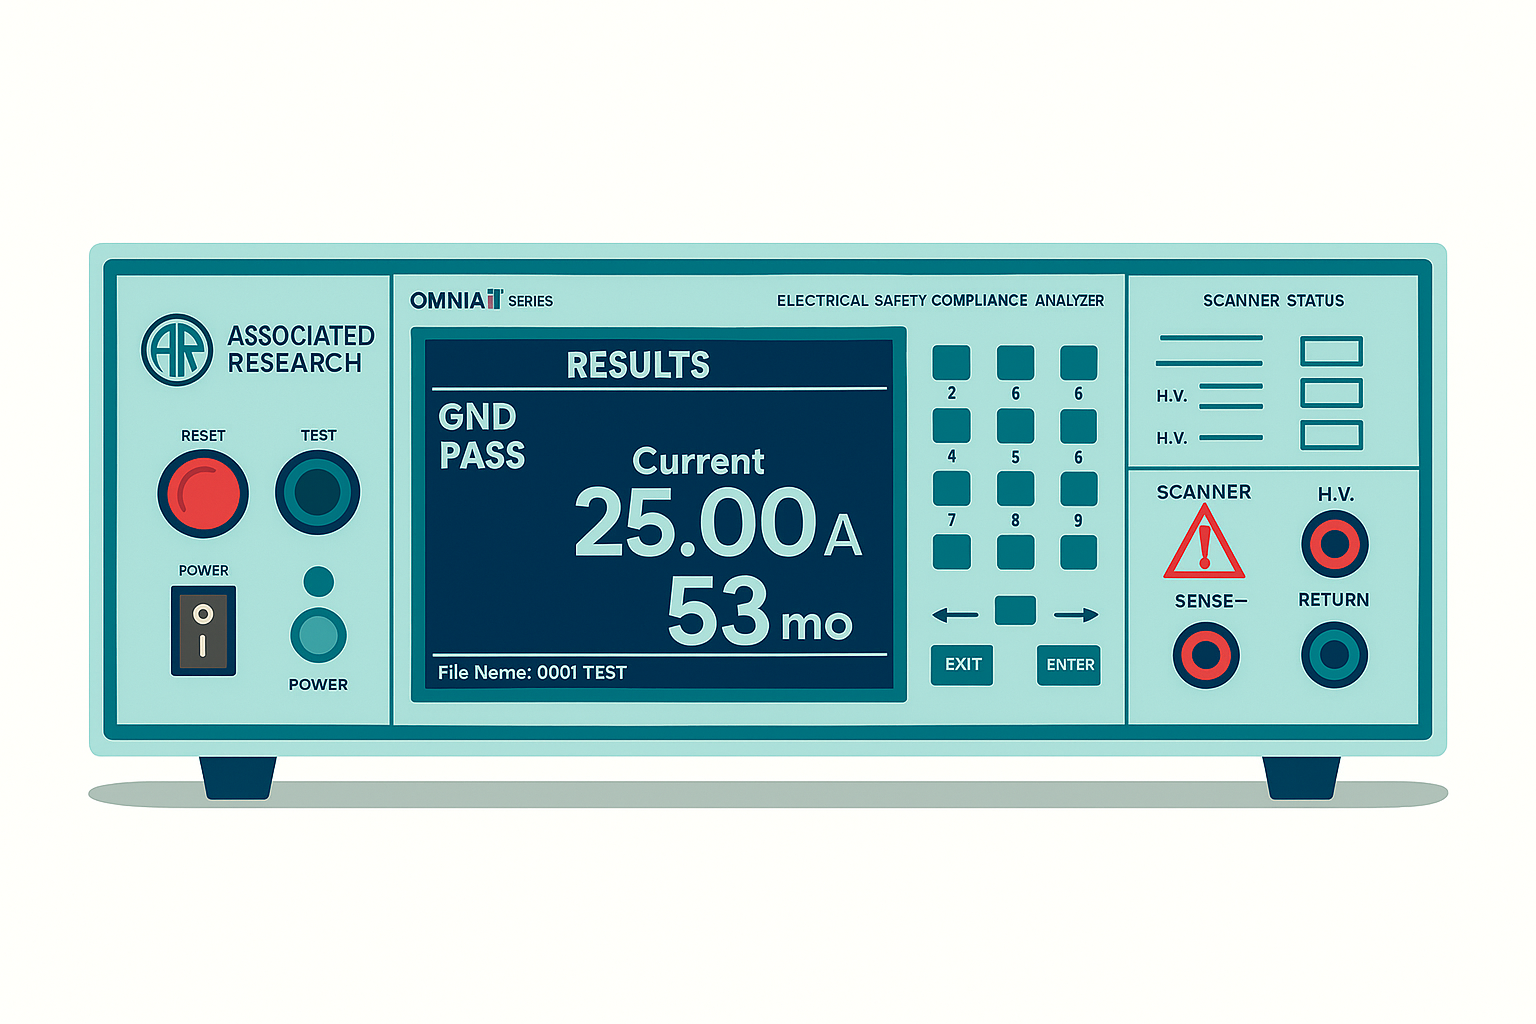 AR ASSOCIATED
RESEARCH
RESET TEST
POWER
POWER
OMNIAiT SERIES
ELECTRICAL SAFETY COMPLIANCE ANALYZER
RESULTS
GND
PASS
Current
25.00 A
53 mo
File Neme: 0001 TEST
2 6 6
4 5 6
7 8 9
EXIT ENTER
SCANNER STATUS
H.V.
H.V.
SCANNER H.V.
SENSE– RETURN